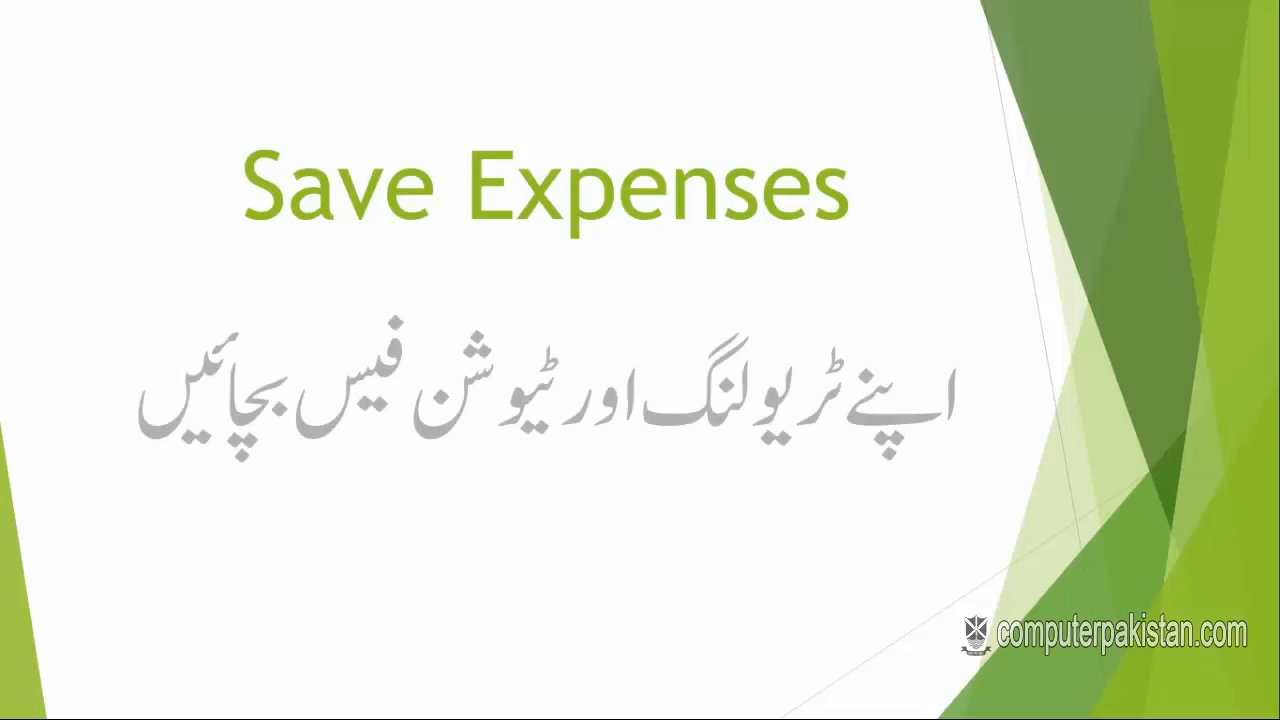 Save Expenses
اپنے ٹریولنگ اور ٹیوشن فیس بچائیں
computerpakistan.com